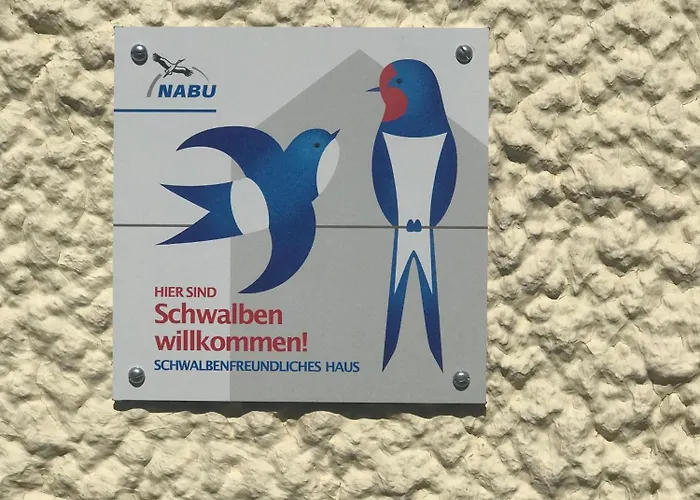 NABU
HIER SIND
Schwalben
willkommen!
SCHWALBENFREUNDLICHES HAUS